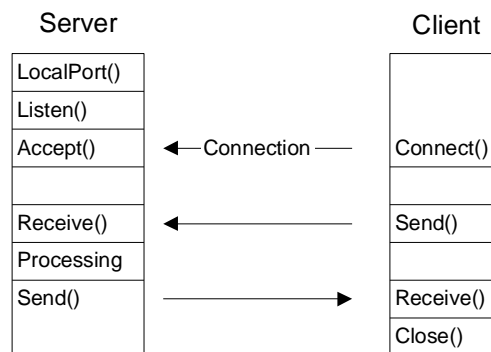 Server
Client
LocalPort()
Listen()
Accept()
Connection
Connect()
Receive()
Send()
Processing
Send()
Receive()
Close()